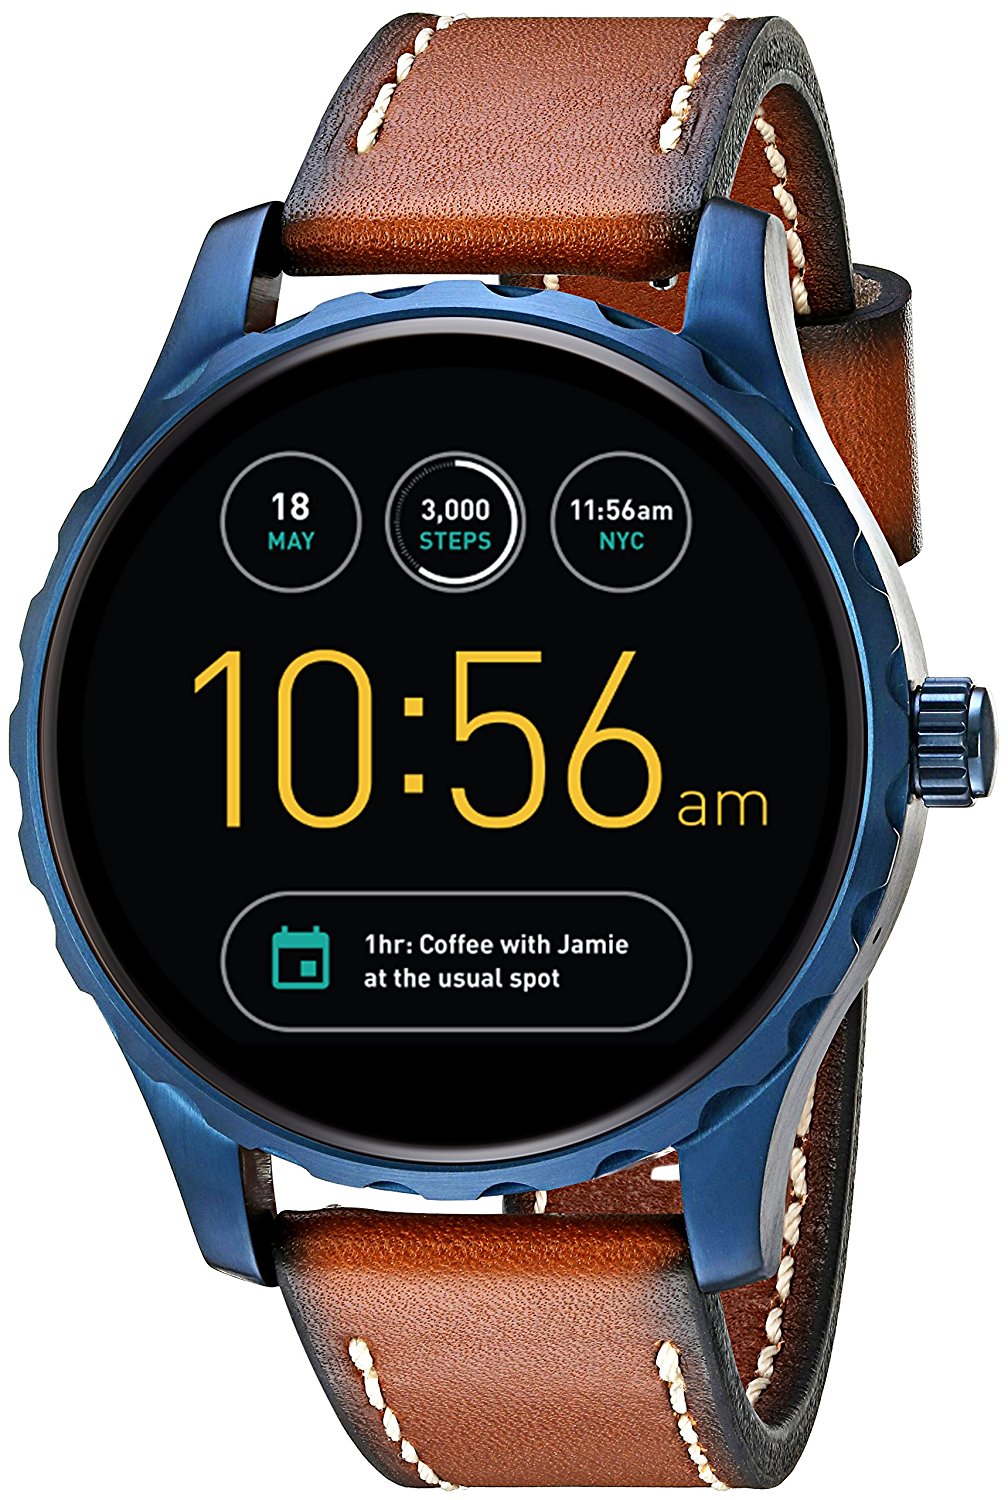 18
MAY
3,000
STEPS
11:56am
NYC
10:56am
1hr: Coffee with Jamie
at the usual spot